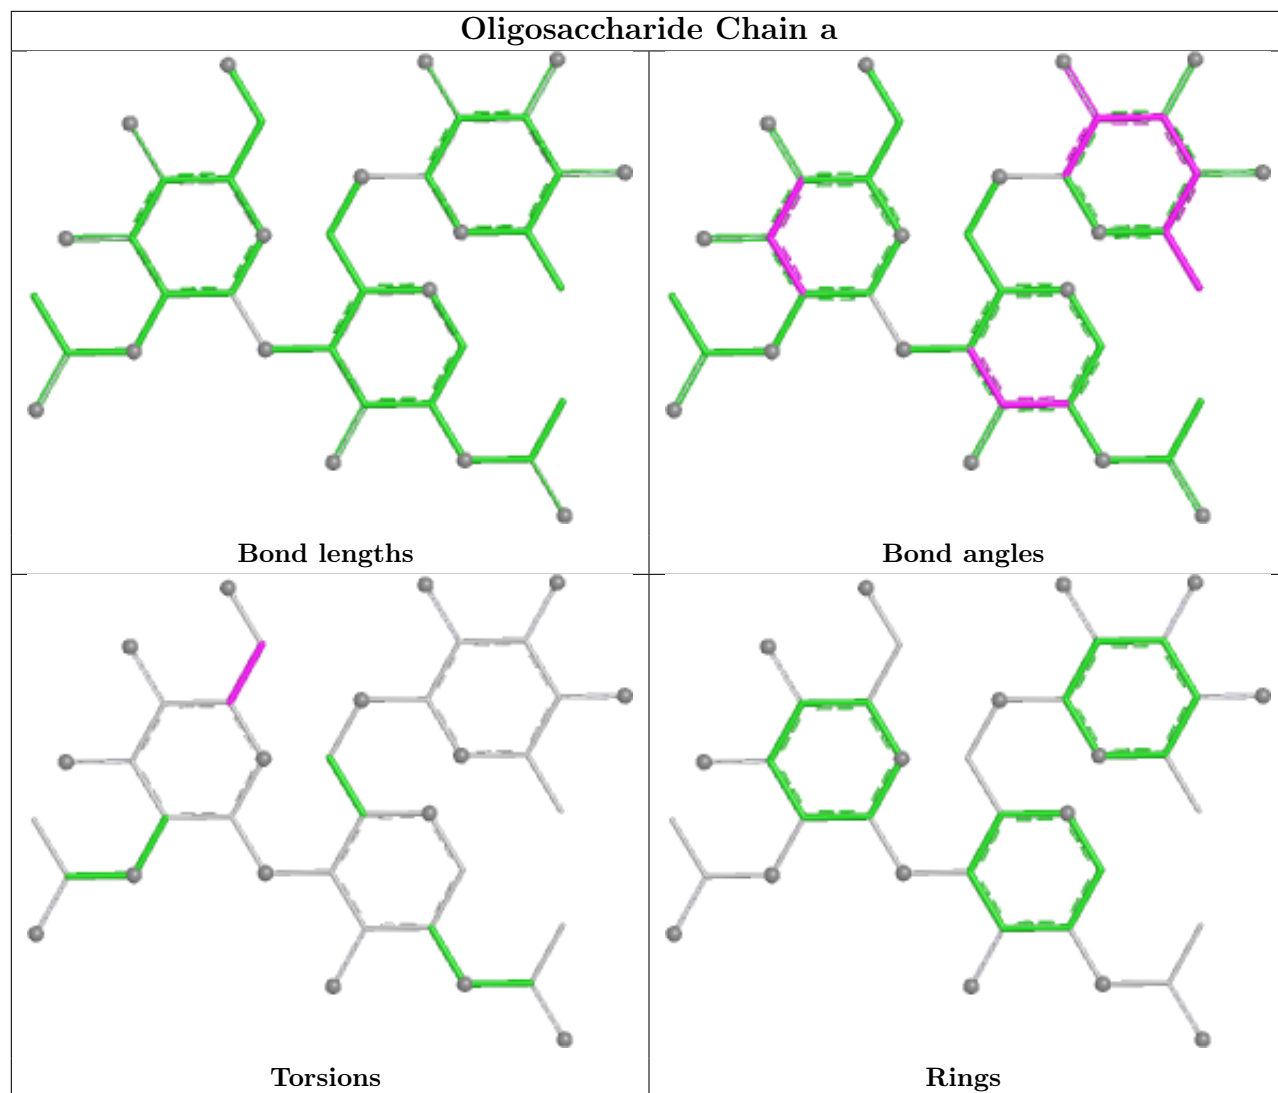 Oligosaccharide Chain a
Bond lengths
Bond angles
Torsions
Rings